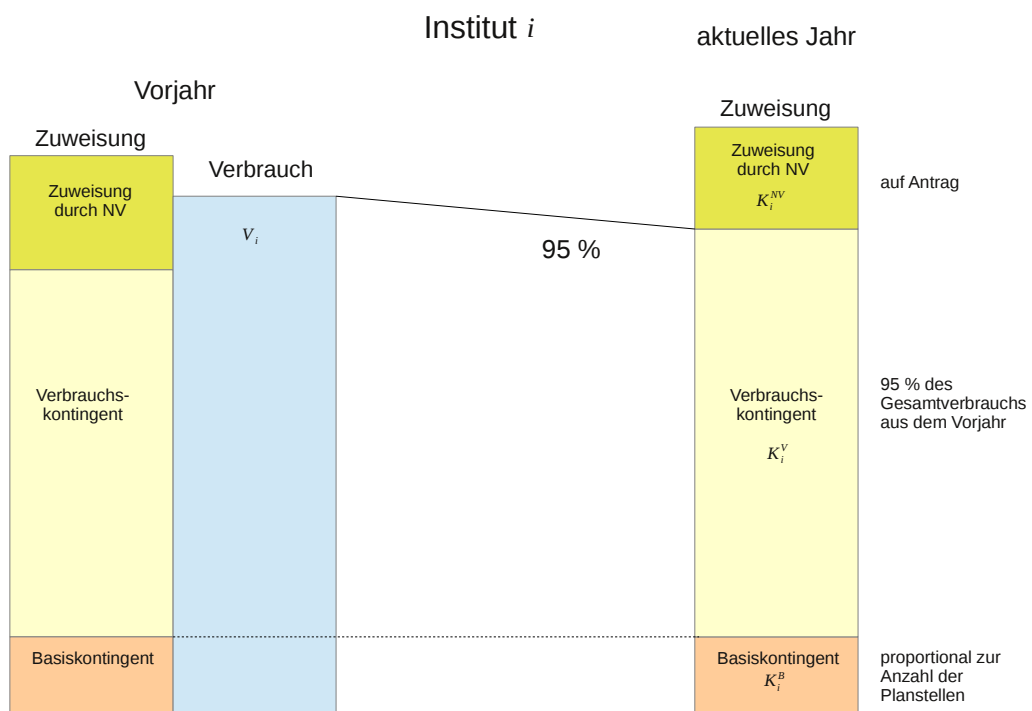 Institut i
aktuelles Jahr
Vorjahr
Zuweisung
Zuweisung
durch NV
Verbrauchs-
kontingent
Basiskontingent
Verbrauch
V_i
95 %
Zuweisung
Zuweisung
durch NV
K_i^{NV}
auf Antrag
Verbrauchs-
kontingent
K_i^V
95 % des
Gesamtverbrauchs
aus dem Vorjahr
Basiskontingent
K_i^B
proportional zur
Anzahl der
Planstellen